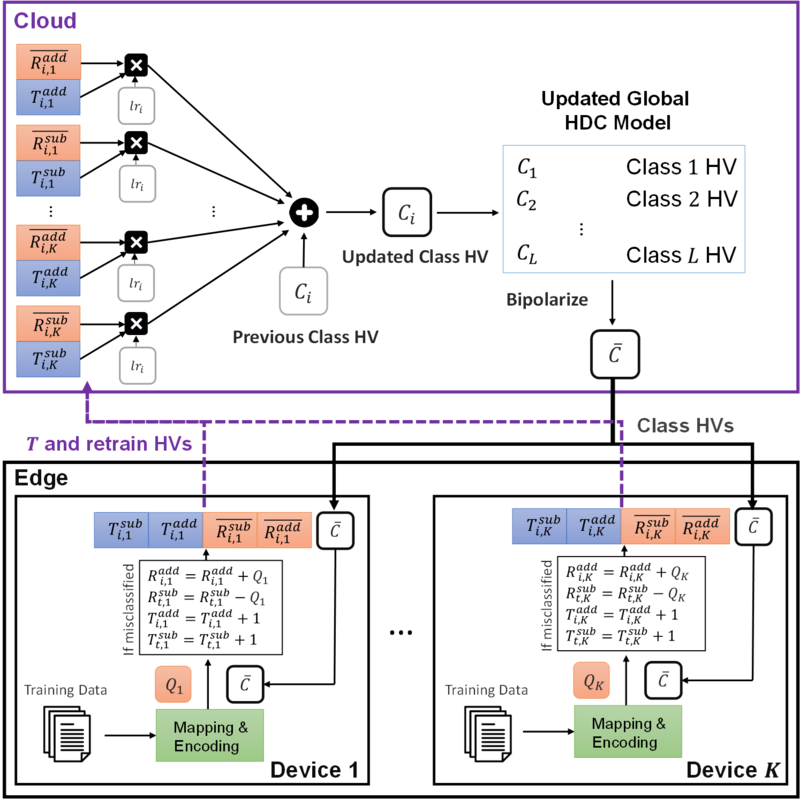 Cloud
$\overline{R_{i,1}^{add}}$
$T_{i,1}^{add}$
$lr_i$
$\overline{R_{i,1}^{sub}}$
$T_{i,1}^{sub}$
$lr_i$
⋮ ⋮
$\overline{R_{i,K}^{add}}$
$T_{i,K}^{add}$
$lr_i$
$\overline{R_{i,K}^{sub}}$
$T_{i,K}^{sub}$
$lr_i$
$C_i$
Previous Class HV
$C_i$
Updated Class HV
Updated Global
HDC Model
$C_1$ Class 1 HV
$C_2$ Class 2 HV
⋮
$C_L$ Class $L$ HV
Bipolarize
$\bar{C}$
$T$ and retrain HVs
Class HVs
Edge
$T_{i,1}^{sub}$ $T_{i,1}^{add}$ $\overline{R_{i,1}^{sub}}$ $\overline{R_{i,1}^{add}}$ $\bar{C}$
If misclassified
$R_{i,1}^{add} = R_{i,1}^{add} + Q_1$
$R_{t,1}^{sub} = R_{t,1}^{sub} - Q_1$
$T_{i,1}^{add} = T_{i,1}^{add} + 1$
$T_{t,1}^{sub} = T_{t,1}^{sub} + 1$
$Q_1$ $\bar{C}$
Training Data
Mapping &
Encoding
Device 1
...
$T_{i,K}^{sub}$ $T_{i,K}^{add}$ $\overline{R_{i,K}^{sub}}$ $\overline{R_{i,K}^{add}}$ $\bar{C}$
If misclassified
$R_{i,K}^{add} = R_{i,K}^{add} + Q_K$
$R_{t,K}^{sub} = R_{t,K}^{sub} - Q_K$
$T_{i,K}^{add} = T_{i,K}^{add} + 1$
$T_{t,K}^{sub} = T_{t,K}^{sub} + 1$
$Q_K$ $\bar{C}$
Training Data
Mapping &
Encoding
Device $K$